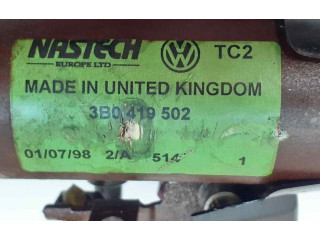 NASTECH TC2
EUROPE LTD
MADE IN UNITED KINGDOM
3B0 419 502
01/07/98 2/A 514 1